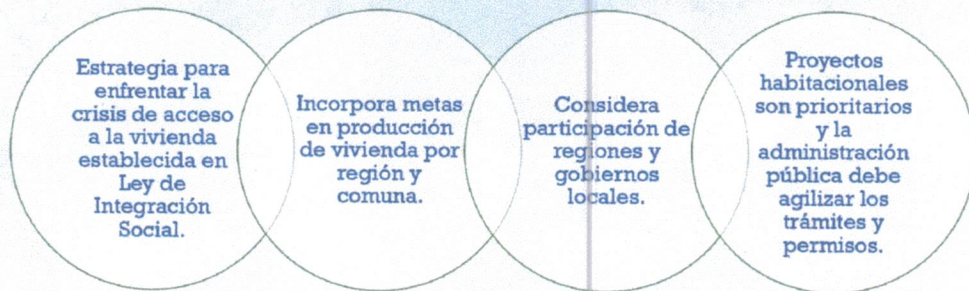 Estrategia para
enfrentar la
crisis de acceso
a la vivienda
establecida en
Ley de
Integración
Social.
Incorpora metas
en producción
de vivienda por
región y
comuna.
Considera
participación de
regiones y
gobiernos
locales.
Proyectos
habitacionales
son prioritarios
y la
administración
pública debe
agilizar los
trámites y
permisos.